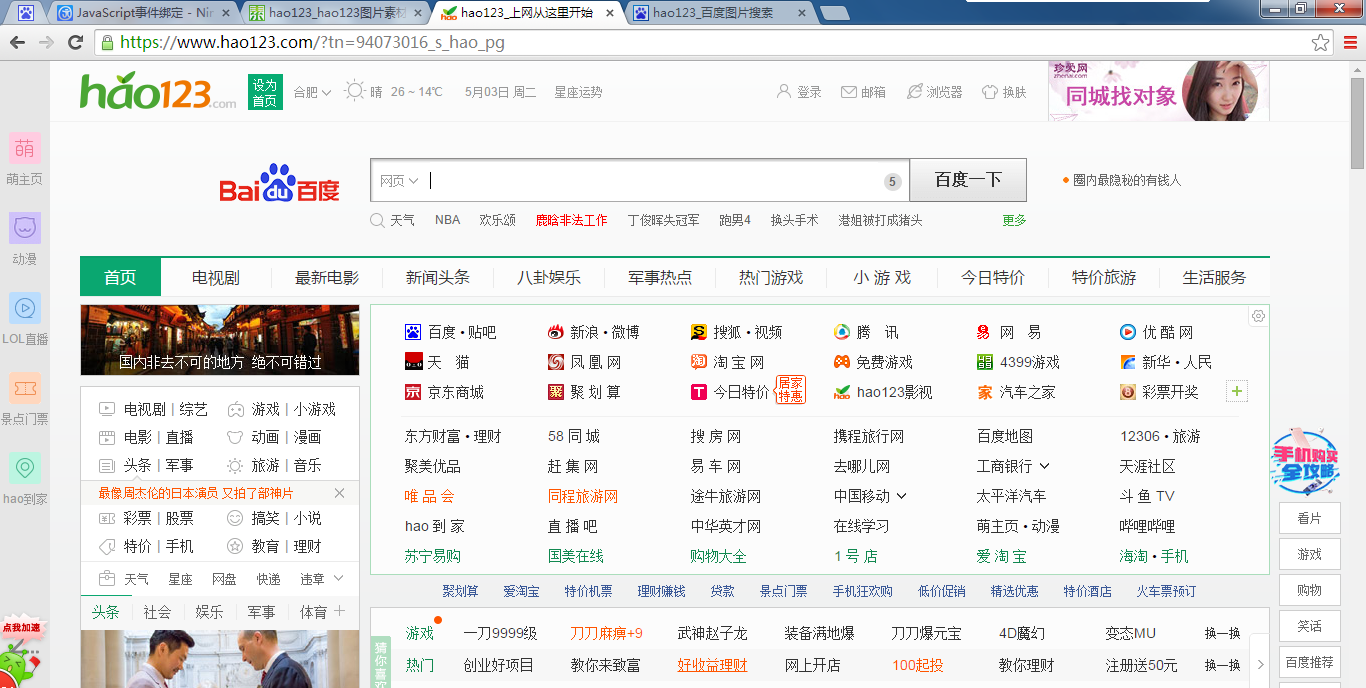 JavaScript事件绑定 - Nin
hao123_hao123图片素材
hao123_上网从这里开始
hao123_百度图片搜索
https://www.hao123.com/?tn=94073016_s_hao_pg
hao123.com
设为首页
合肥 晴 26 ~ 14℃ 5月03日 周二 星座运势
登录 邮箱 浏览器 换肤
珍爱网
zhenai.com
同城找对象
萌
萌主页
动漫
LOL直播
景点门票
hao到家
Bai du 百度
网页
5
百度一下
圈内最隐秘的有钱人
天气 NBA 欢乐颂 鹿晗非法工作 丁俊晖失冠军 跑男4 换头手术 港姐被打成猪头 更多
首页 电视剧 最新电影 新闻头条 八卦娱乐 军事热点 热门游戏 小 游 戏 今日特价 特价旅游 生活服务
国内非去不可的地方 绝不可错过
电视剧 | 综艺 游戏 | 小游戏
电影 | 直播 动画 | 漫画
头条 | 军事 旅游 | 音乐
最像周杰伦的日本演员 又拍了部神片
彩票 | 股票 搞笑 | 小说
特价 | 手机 教育 | 理财
天气 星座 网盘 快递 违章
头条 社会 娱乐 军事 体育 +
百度 • 贴吧 新浪 • 微博 搜狐 • 视频 腾 讯 网 易 优 酷 网
天 猫 凤 凰 网 淘 宝 网 免费游戏 4399游戏 新华 • 人民
京东商城 聚 划 算 今日特价 居家特惠 hao123影视 汽车之家 彩票开奖
东方财富 • 理财 58 同 城 搜 房 网 携程旅行网 百度地图 12306 • 旅游
聚美优品 赶 集 网 易 车 网 去哪儿网 工商银行 天涯社区
唯 品 会 同程旅游网 途牛旅游网 中国移动 太平洋汽车 斗 鱼 TV
hao 到 家 直 播 吧 中华英才网 在线学习 萌主页 • 动漫 哔哩哔哩
苏宁易购 国美在线 购物大全 1 号 店 爱 淘 宝 海淘 • 手机
聚划算 爱淘宝 特价机票 理财赚钱 贷款 景点门票 手机狂欢购 低价促销 精选优惠 特价酒店 火车票预订
猜你喜欢
游戏 一刀9999级 刀刀麻痹+9 武神赵子龙 装备满地爆 刀刀爆元宝 4D魔幻 变态MU 换一换
热门 创业好项目 教你来致富 好收益理财 网上开店 100起投 教你理财 注册送50元 换一换
手机购买
全攻略
看片
游戏
购物
笑话
百度推荐
点我加速